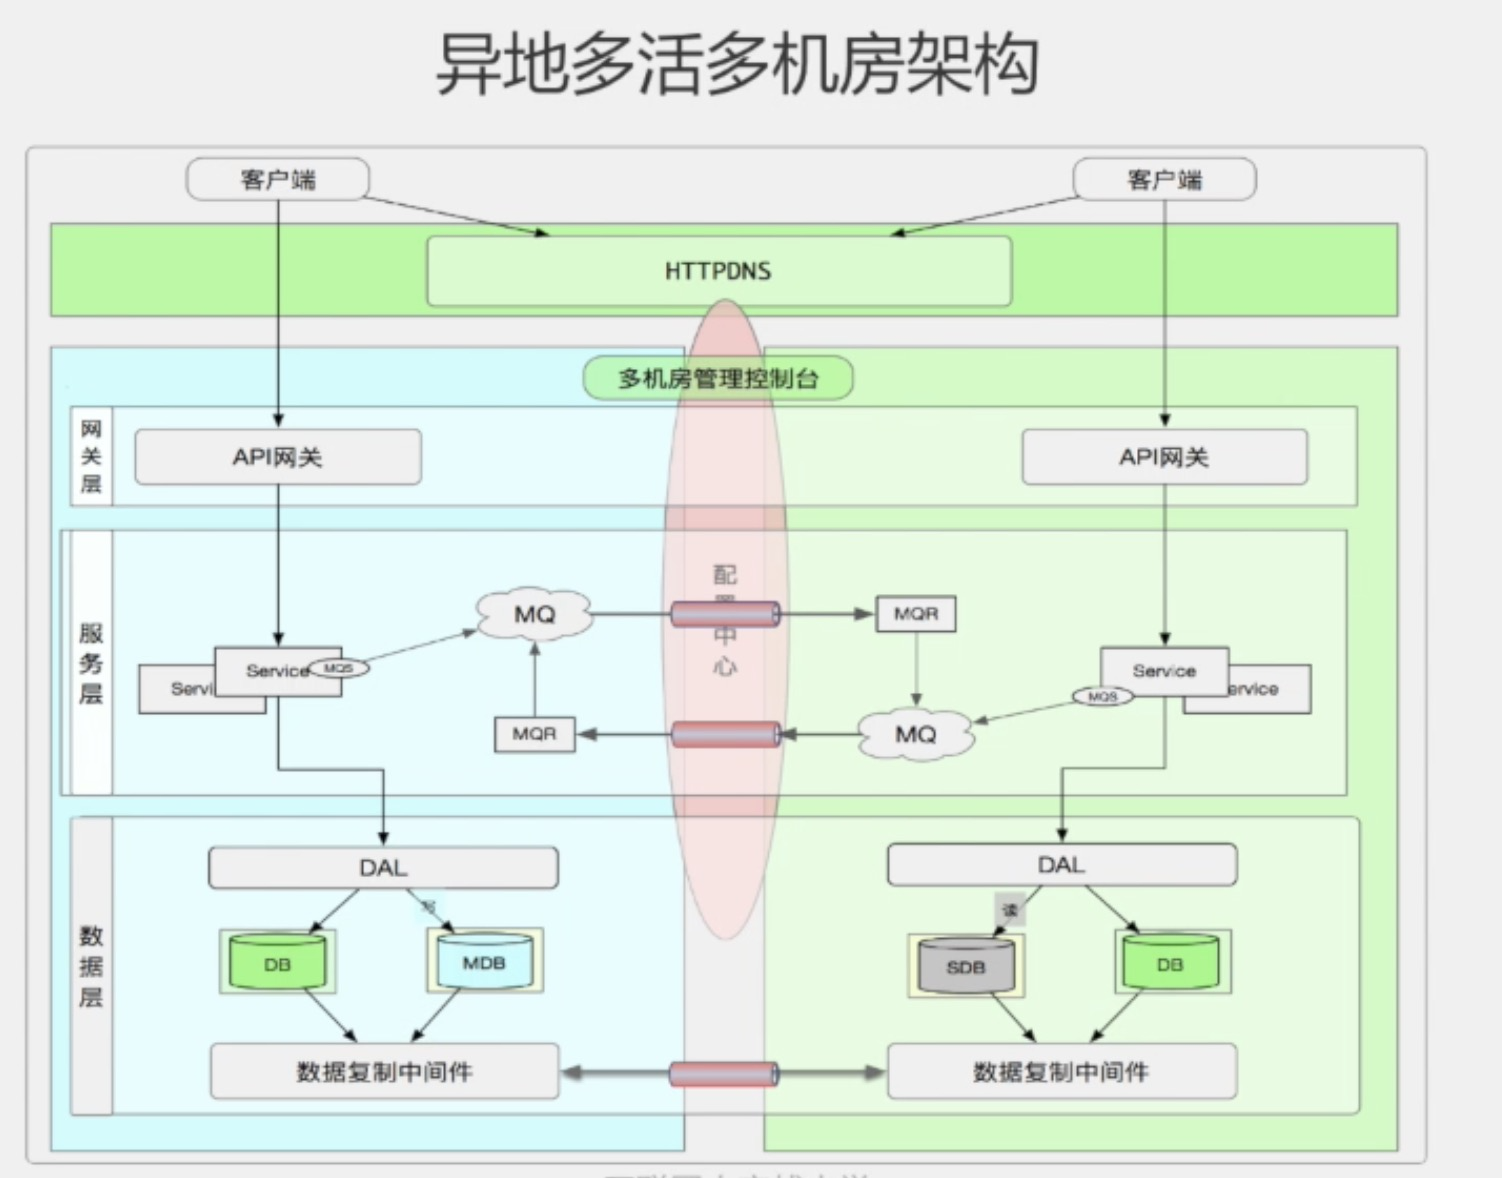 异地多活多机房架构
客户端
客户端
HTTPDNS
多机房管理控制台
网关层
API网关
API网关
服务层
配
中
心
MQ
MQR
Service
MQS
Servi
Service
MQS
ervice
MQR
MQ
数据层
DAL
DAL
写
读
DB
MDB
SDB
DB
数据复制中间件
数据复制中间件